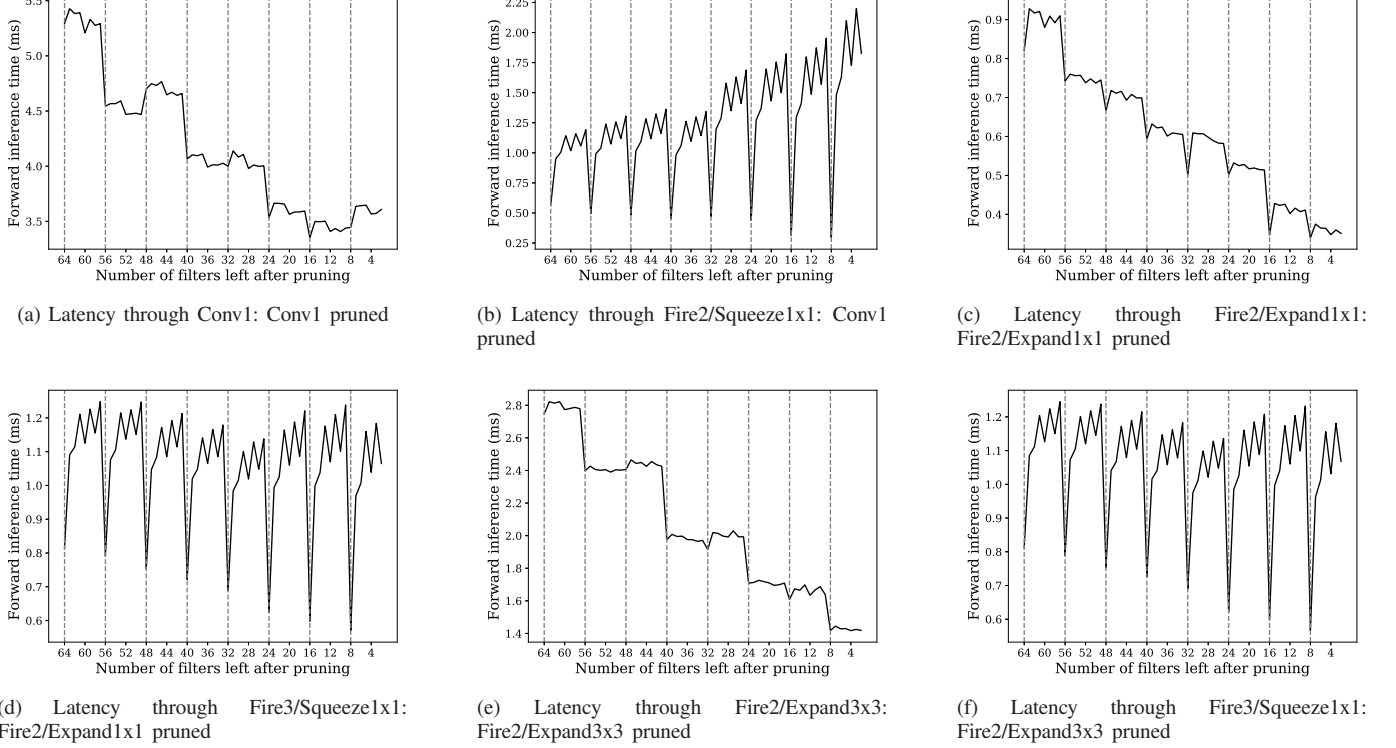 5.5
5.0
4.5
4.0
3.5
Forward inference time (ms)
64 60 56 52 48 44 40 36 32 28 24 20 16 12 8 4
Number of filters left after pruning
(a) Latency through Conv1: Conv1 pruned
2.25
2.00
1.75
1.50
1.25
1.00
0.75
0.50
0.25
Forward inference time (ms)
64 60 56 52 48 44 40 36 32 28 24 20 16 12 8 4
Number of filters left after pruning
(b) Latency through Fire2/Squeeze1x1: Conv1
pruned
0.9
0.8
0.7
0.6
0.5
0.4
Forward inference time (ms)
64 60 56 52 48 44 40 36 32 28 24 20 16 12 8 4
Number of filters left after pruning
(c) Latency through Fire2/Expand1x1:
Fire2/Expand1x1 pruned
1.2
1.1
1.0
0.9
0.8
0.7
0.6
Forward inference time (ms)
64 60 56 52 48 44 40 36 32 28 24 20 16 12 8 4
Number of filters left after pruning
(d) Latency through Fire3/Squeeze1x1:
Fire2/Expand1x1 pruned
2.8
2.6
2.4
2.2
2.0
1.8
1.6
1.4
Forward inference time (ms)
64 60 56 52 48 44 40 36 32 28 24 20 16 12 8 4
Number of filters left after pruning
(e) Latency through Fire2/Expand3x3:
Fire2/Expand3x3 pruned
1.2
1.1
1.0
0.9
0.8
0.7
0.6
Forward inference time (ms)
64 60 56 52 48 44 40 36 32 28 24 20 16 12 8 4
Number of filters left after pruning
(f) Latency through Fire3/Squeeze1x1:
Fire2/Expand3x3 pruned